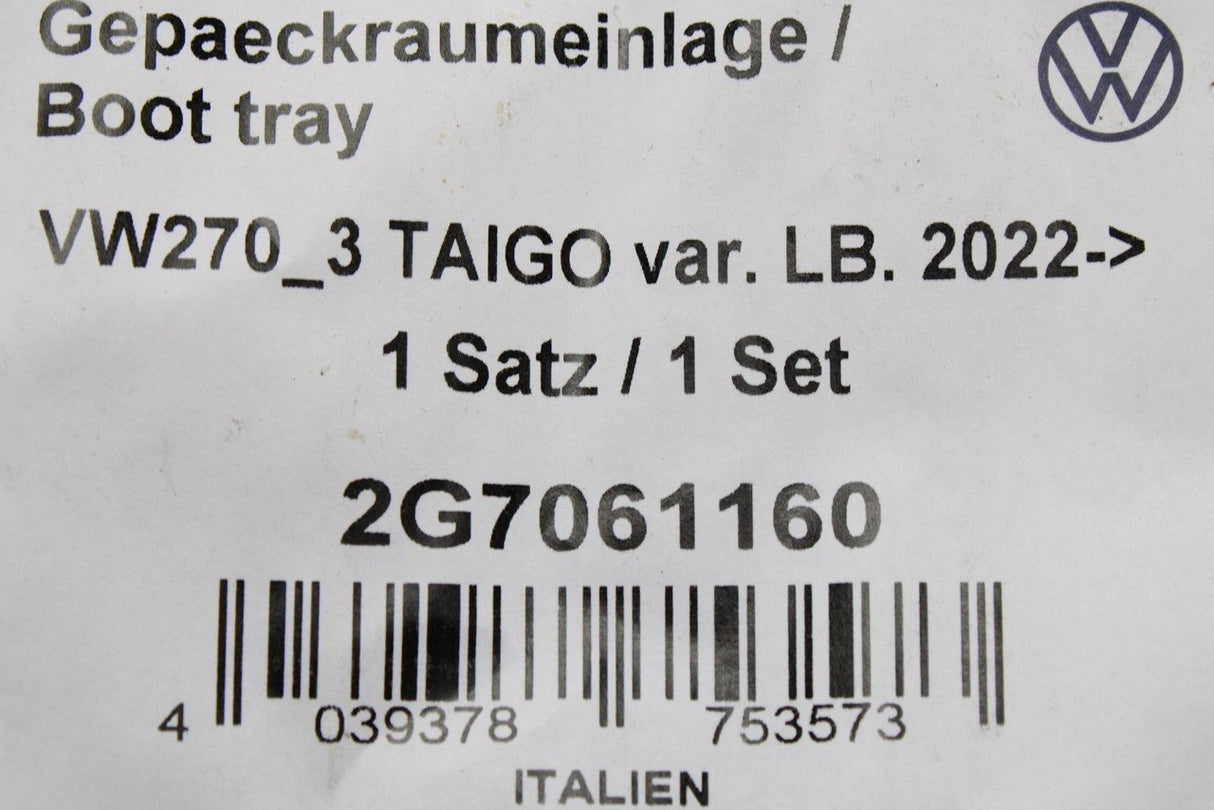 Gepaeckraumeinlage /
Boot tray
VW270_3 TAIGO var. LB. 2022->
1 Satz / 1 Set
2G7061160
4 039378 753573
ITALIEN